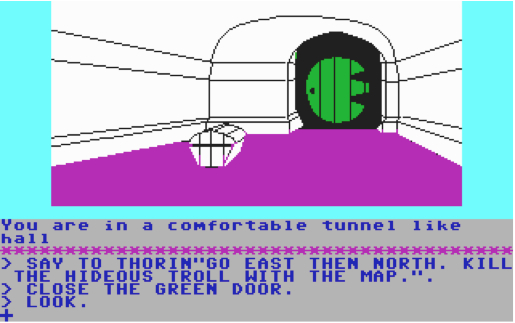 You are in a comfortable tunnel like
hall
************************************
> SAY TO THORIN"GO EAST THEN NORTH. KILL
THE HIDEOUS TROLL WITH THE MAP.".
> CLOSE THE GREEN DOOR.
> LOOK.
+